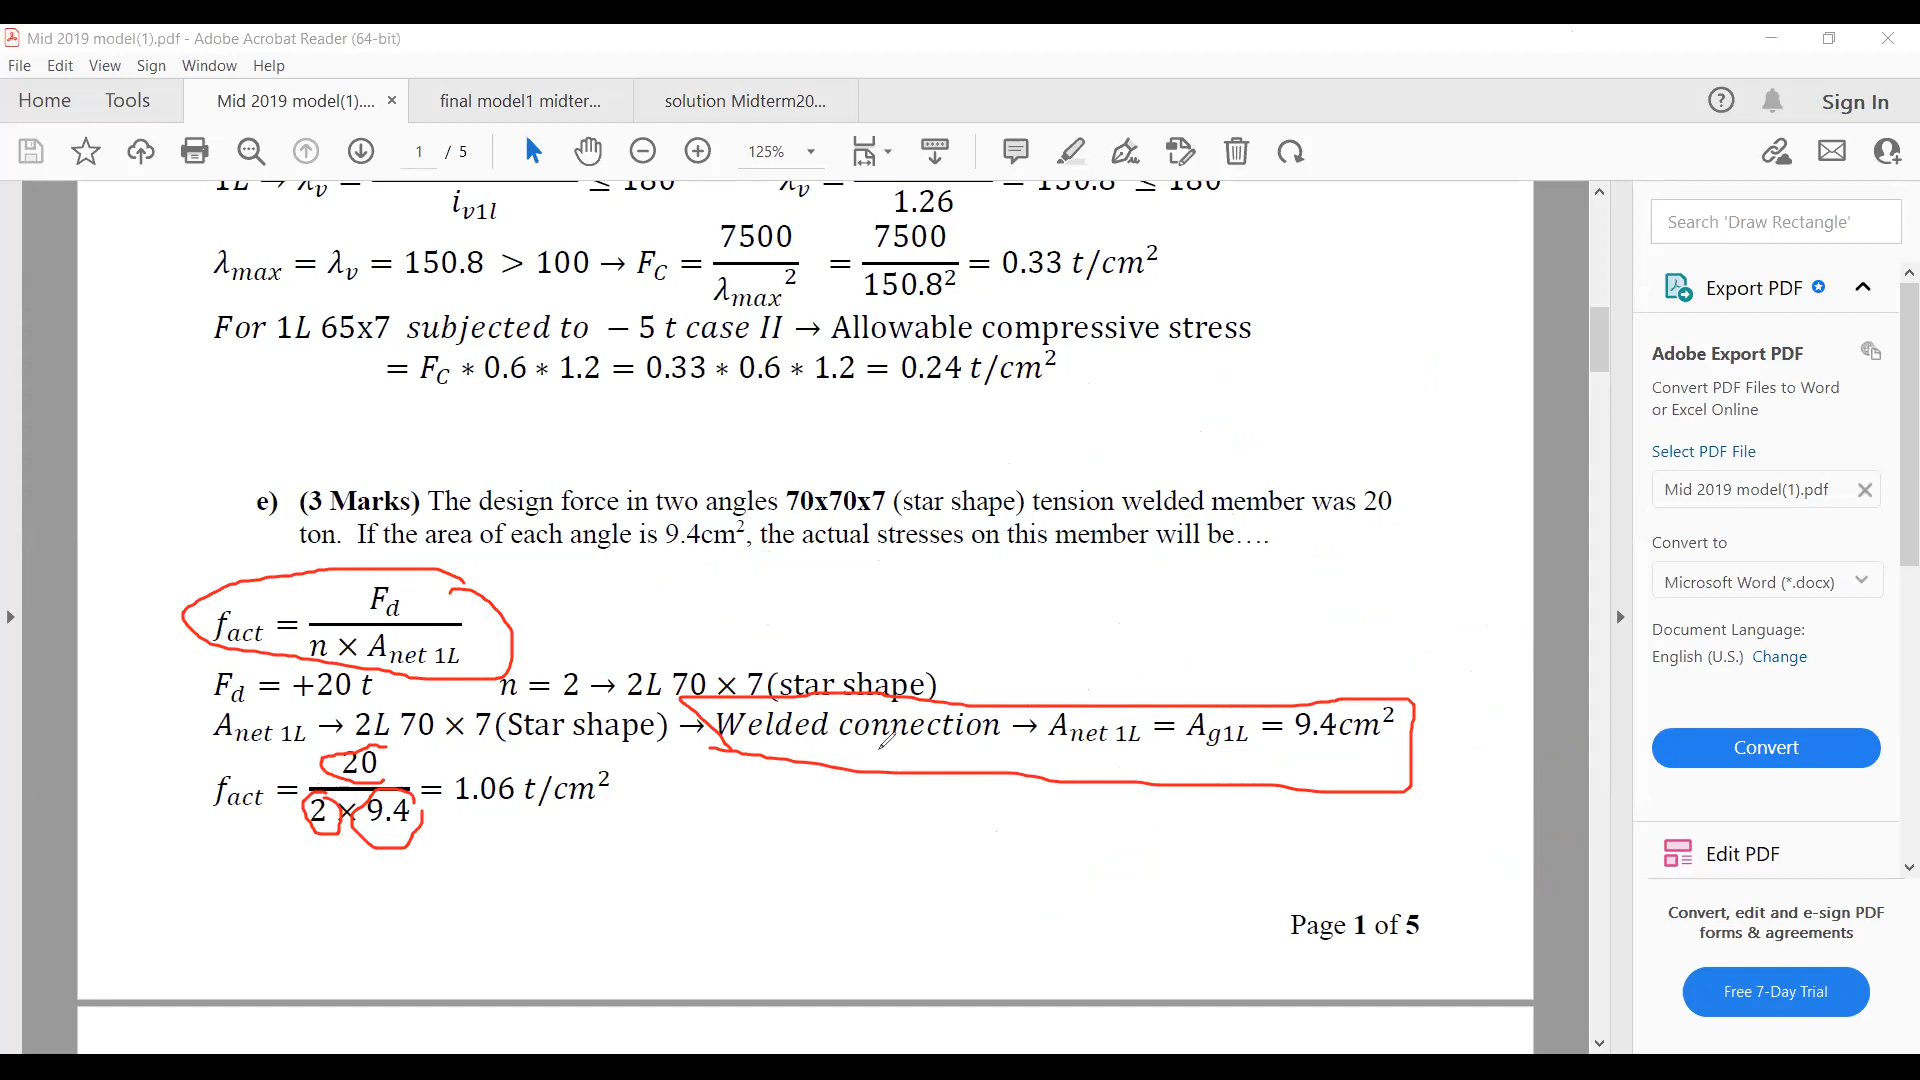 Mid 2019 model(1).pdf - Adobe Acrobat Reader (64-bit)
File Edit View Sign Window Help
Home Tools Mid 2019 model(1).... × final model1 midter... solution Midterm20... Sign In
1 / 5 125%
1L → λv = ≤ 180 λv = = 150.8 ≤ 180
iv1l 1.26
λmax = λv = 150.8 > 100 → FC = 7500 / λmax² = 7500 / 150.8² = 0.33 t/cm²
For 1L 65x7 subjected to − 5 t case II → Allowable compressive stress
= FC ∗ 0.6 ∗ 1.2 = 0.33 ∗ 0.6 ∗ 1.2 = 0.24 t/cm²
e) (3 Marks) The design force in two angles 70x70x7 (star shape) tension welded member was 20
ton. If the area of each angle is 9.4cm², the actual stresses on this member will be….
fact = Fd / n × Anet 1L
Fd = +20 t n = 2 → 2L 70 × 7(star shape)
Anet 1L → 2L 70 × 7(Star shape) → Welded connection → Anet 1L = Ag1L = 9.4cm²
fact = 20 / 2 × 9.4 = 1.06 t/cm²
Page 1 of 5
Search 'Draw Rectangle'
Export PDF
Adobe Export PDF
Convert PDF Files to Word
or Excel Online
Select PDF File
Mid 2019 model(1).pdf
Convert to
Microsoft Word (*.docx)
Document Language:
English (U.S.) Change
Convert
Edit PDF
Convert, edit and e-sign PDF
forms & agreements
Free 7-Day Trial